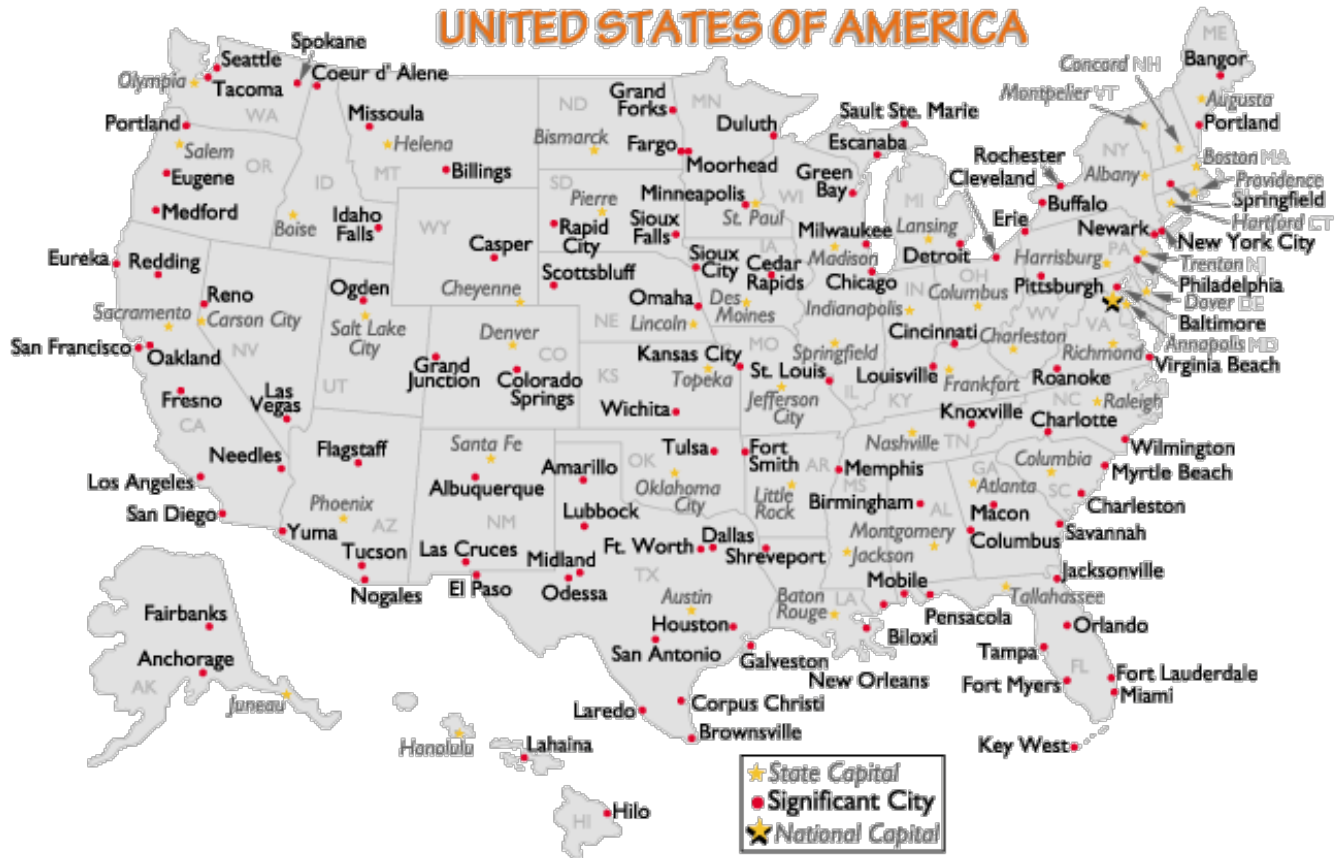 UNITED STATES OF AMERICA
Spokane
Seattle
Coeur d' Alene
Olympia
Tacoma
WA
Portland
Salem
OR
Eugene
Medford
Missoula
Helena
MT
Billings
ID
Boise
Idaho
Falls
ND
Grand
Forks
Bismarck
Fargo
Moorhead
MN
Duluth
Minneapolis
St. Paul
SD
Pierre
Rapid
City
Sioux
Falls
WY
Casper
Cheyenne
Scottsbluff
Sault Ste. Marie
Escanaba
Green
Bay
WI
Milwaukee
Madison
MI
Lansing
Detroit
Chicago
Rochester
Cleveland
Buffalo
Erie
NY
Albany
Concord NH
Montpelier VT
ME
Bangor
Augusta
Portland
Boston MA
Providence
Springfield
Hartford CT
Newark
New York City
Harrisburg
PA
Trenton NJ
Pittsburgh
Philadelphia
Dover DE
Baltimore
Annapolis MD
Virginia Beach
WV
VA
Richmond
Roanoke
Charleston
OH
Columbus
Cincinnati
IN
Indianapolis
Louisville
Frankfort
KY
Springfield
IL
Sioux
City
IA
Cedar
Rapids
Des
Moines
Omaha
NE
Lincoln
Kansas City
KS
Topeka
Wichita
MO
St. Louis
Jefferson
City
Eureka
Redding
Reno
Carson City
Sacramento
San Francisco
Oakland
Fresno
CA
NV
Las
Vegas
Needles
Los Angeles
San Diego
Ogden
Salt Lake
City
UT
Denver
CO
Grand
Junction
Colorado
Springs
Flagstaff
Phoenix
AZ
Yuma
Tucson
Nogales
Santa Fe
Albuquerque
NM
Las Cruces
El Paso
Amarillo
Lubbock
Midland
Odessa
Tulsa
OK
Oklahoma
City
Fort
Smith
AR
Little
Rock
Ft. Worth
Dallas
Shreveport
TX
Austin
Houston
San Antonio
Galveston
Corpus Christi
Laredo
Brownsville
Baton
Rouge
LA
New Orleans
Memphis
MS
Jackson
Biloxi
Nashville
TN
Knoxville
Birmingham
AL
Montgomery
Mobile
Pensacola
NC
Raleigh
Charlotte
Wilmington
Myrtle Beach
Columbia
SC
Charleston
GA
Atlanta
Macon
Columbus
Savannah
Jacksonville
Tallahassee
Orlando
Tampa
FL
Fort Myers
Fort Lauderdale
Miami
Key West
Fairbanks
Anchorage
AK
Juneau
Honolulu
Lahaina
HI
Hilo
State Capital
Significant City
National Capital